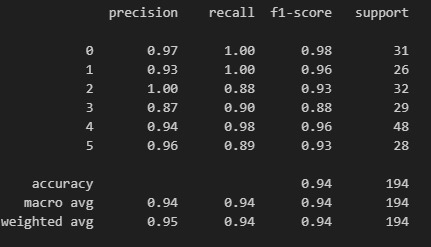 precision recall f1-score support
0 0.97 1.00 0.98 31
1 0.93 1.00 0.96 26
2 1.00 0.88 0.93 32
3 0.87 0.90 0.88 29
4 0.94 0.98 0.96 48
5 0.96 0.89 0.93 28
accuracy 0.94 194
macro avg 0.94 0.94 0.94 194
weighted avg 0.95 0.94 0.94 194